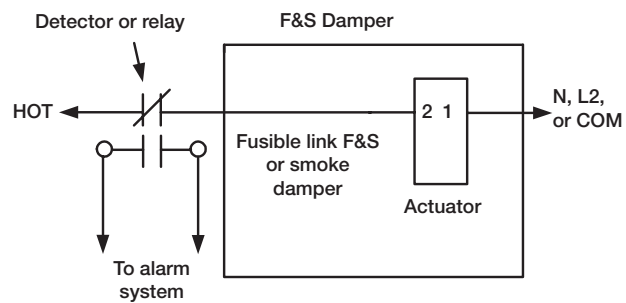 Detector or relay
F&S Damper
HOT
2 1
N, L2,
or COM
Fusible link F&S
or smoke
damper
Actuator
To alarm
system